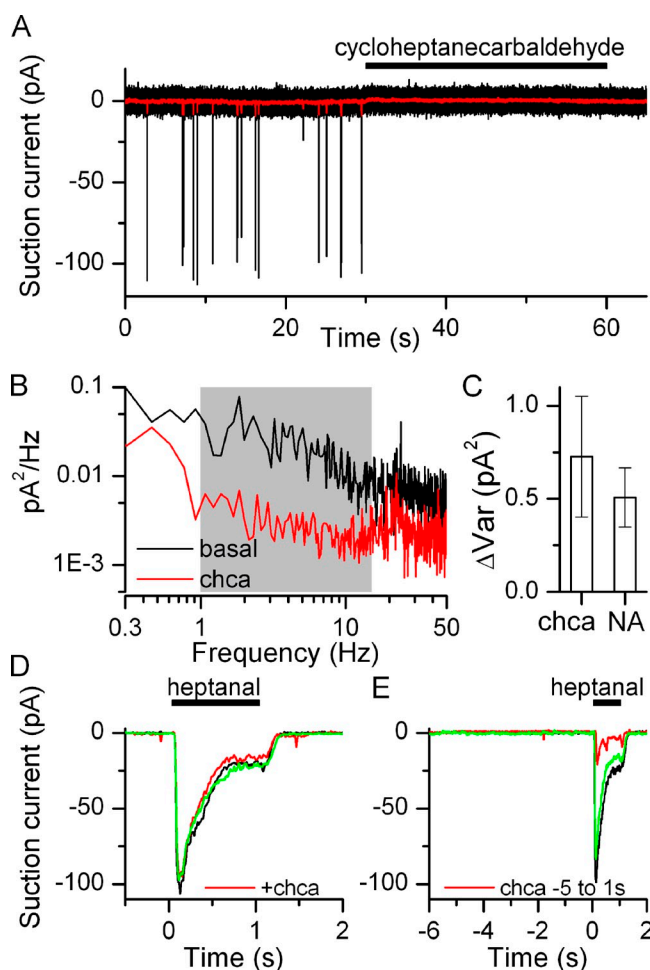 A
cycloheptanecarbaldehyde
Suction current (pA)
0
-50
-100
0 20 40 60
Time (s)
B
pA²/Hz
0.1
0.01
1E-3
basal
chca
0.3 1 10 50
Frequency (Hz)
C
ΔVar (pA²)
1.0
0.5
0.0
chca NA
D
heptanal
Suction current (pA)
0
-50
-100
+chca
0 1 2
Time (s)
E
heptanal
0
-50
-100
chca -5 to 1s
-6 -4 -2 0 2
Time (s)